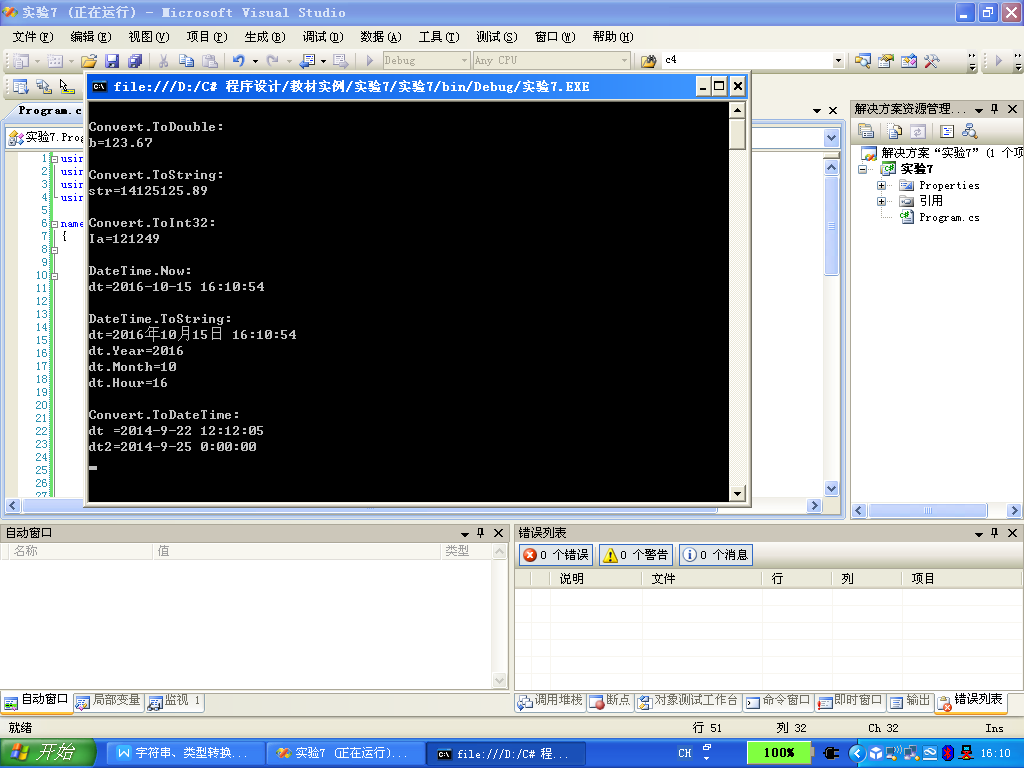 实验7 (正在运行) - Microsoft Visual Studio
文件(F) 编辑(E) 视图(V) 项目(P) 生成(B) 调试(D) 数据(A) 工具(T) 测试(S) 窗口(W) 帮助(H)
Debug Any CPU c4
file:///D:/C# 程序设计/教材实例/实验7/实验7/bin/Debug/实验7.EXE
Convert.ToDouble:
b=123.67
Convert.ToString:
str=14125125.89
Convert.ToInt32:
Ia=121249
DateTime.Now:
dt=2016-10-15 16:10:54
DateTime.ToString:
dt=2016年10月15日 16:10:54
dt.Year=2016
dt.Month=10
dt.Hour=16
Convert.ToDateTime:
dt =2014-9-22 12:12:05
dt2=2014-9-25 0:00:00
Program.c
实验7.Prog
1 usin
2 usin
3 usin
4 usin
5
6 name
7 {
8
9
10
11
12
13
14
15
16
17
18
19
20
21
22
23
24
25
26
27
解决方案资源管理...
解决方案“实验7”(1 个项
实验7
Properties
引用
Program.cs
自动窗口
名称 值 类型
错误列表
0 个错误 0 个警告 0 个消息
说明 文件 行 列 项目
自动窗口 局部变量 监视 1
调用堆栈 断点 对象测试工作台 命令窗口 即时窗口 输出 错误列表
就绪 行 51 列 32 Ch 32 Ins
开始 字符串、类型转换... 实验7 (正在运行)... file:///D:/C# 程... CH 100% 16:10